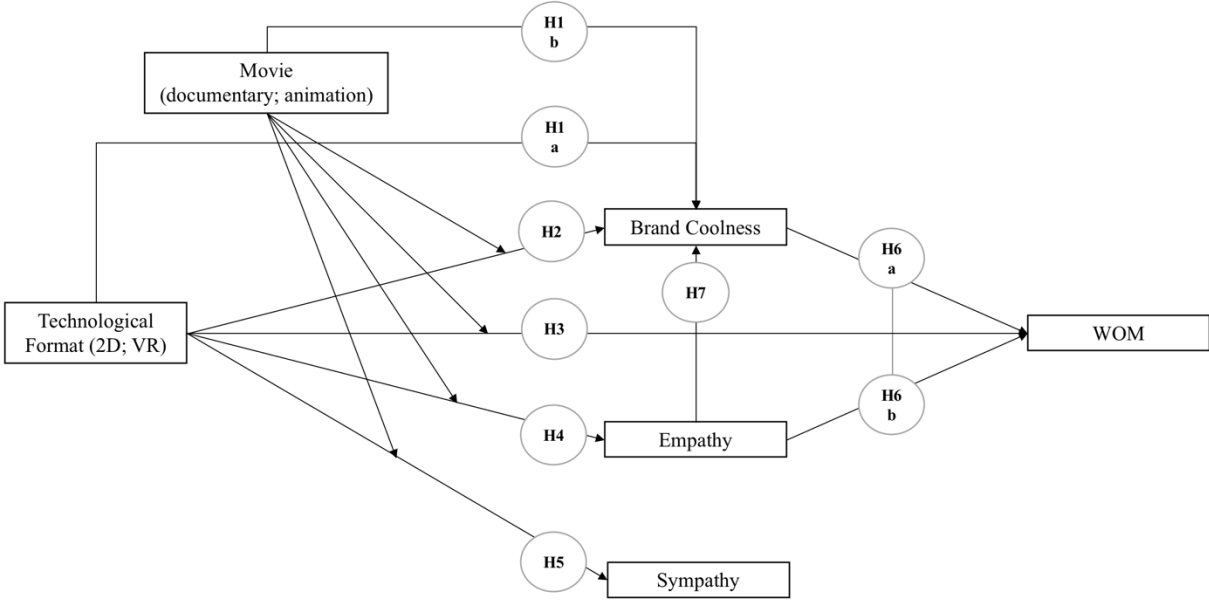 H1
b
Movie
(documentary; animation)
H1
a
H2
Brand Coolness
H6
a
H7
Technological
Format (2D; VR)
H3
WOM
H6
b
H4
Empathy
H5
Sympathy